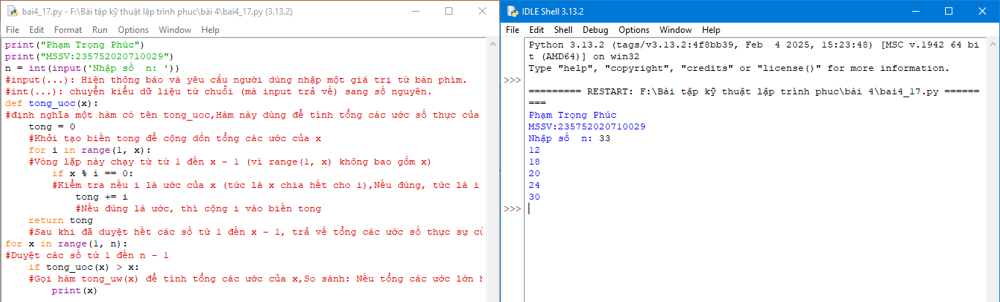 bai4_17.py - F:\Bài tập kỹ thuật lập trình phuc\bài 4\bai4_17.py (3.13.2)
File Edit Format Run Options Window Help
print("Phạm Trọng Phúc")
print("MSSV:235752020710029")
n = int(input('Nhập số  n: '))
#input(...): Hiện thông báo và yêu cầu người dùng nhập một giá trị từ bàn phím.
#int(...): chuyển kiểu dữ liệu từ chuỗi (mà input trả về) sang số nguyên.
def tong_uoc(x):
#định nghĩa một hàm có tên tong_uoc,Hàm này dùng để tính tổng các ước số thực của
    tong = 0
    #Khởi tạo biến tong để cộng dồn tổng các ước của x
    for i in range(1, x):
    #Vòng lặp này chạy từ từ 1 đến x - 1 (vì range(1, x) không bao gồm x)
        if x % i == 0:
        #Kiểm tra nếu i là ước của x (tức là x chia hết cho i),Nếu đúng, tức là i
            tong += i
            #Nếu đúng là ước, thì cộng i vào biến tong
    return tong
    #Sau khi đã duyệt hết các số từ 1 đến x - 1, trả về tổng các ước số thực sự củ
for x in range(1, n):
#Duyệt các số từ 1 đến n - 1
    if tong_uoc(x) > x:
    #Gọi hàm tong_uw(x) để tính tổng các ước của x,So sánh: Nếu tổng các ước lớn h
        print(x)
IDLE Shell 3.13.2
File Edit Shell Debug Options Window Help
Python 3.13.2 (tags/v3.13.2:4f8bb39, Feb  4 2025, 15:23:48) [MSC v.1942 64 bi
t (AMD64)] on win32
Type "help", "copyright", "credits" or "license()" for more information.
>>>
========= RESTART: F:\Bài tập kỹ thuật lập trình phuc\bài 4\bai4_17.py ======
===
Phạm Trọng Phúc
MSSV:235752020710029
Nhập số  n: 33
12
18
20
24
30
>>>